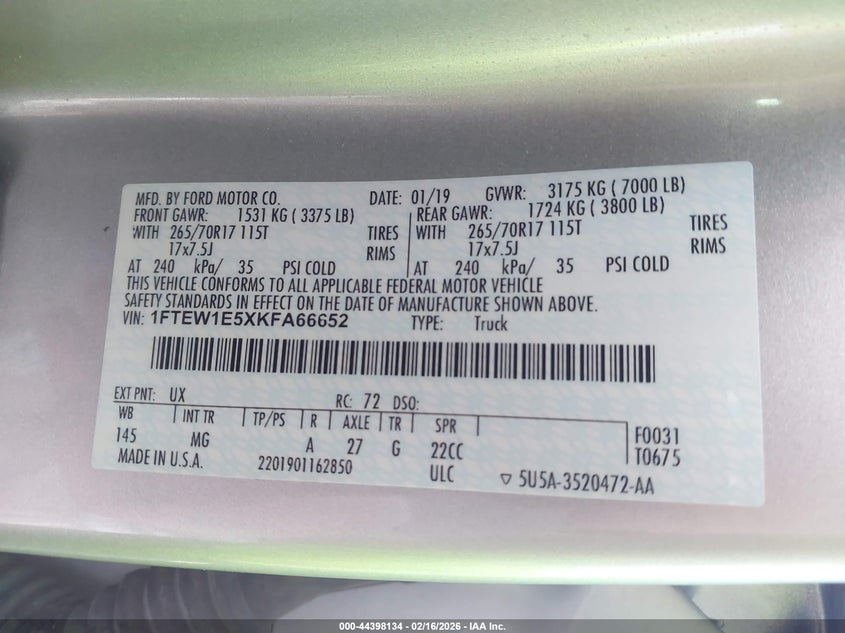 MFD. BY FORD MOTOR CO. DATE: 01/19 GVWR: 3175 KG ( 7000 LB)
FRONT GAWR: 1531 KG ( 3375 LB) REAR GAWR: 1724 KG ( 3800 LB)
WITH 265/70R17 115T TIRES WITH 265/70R17 115T TIRES
17x7.5J RIMS 17x7.5J RIMS
AT 240 kPa/ 35 PSI COLD AT 240 kPa/ 35 PSI COLD
THIS VEHICLE CONFORMS TO ALL APPLICABLE FEDERAL MOTOR VEHICLE
SAFETY STANDARDS IN EFFECT ON THE DATE OF MANUFACTURE SHOWN ABOVE.
VIN: 1FTEW1E5XKFA66652 TYPE: Truck
EXT PNT: UX RC: 72 DSO:
WB INT TR TP/PS R AXLE TR SPR
145 MG A 27 G 22CC F0031
MADE IN U.S.A. 2201901162850 ULC T0675
▽ 5U5A-3520472-AA
000-44398134 - 02/16/2026 - IAA Inc.